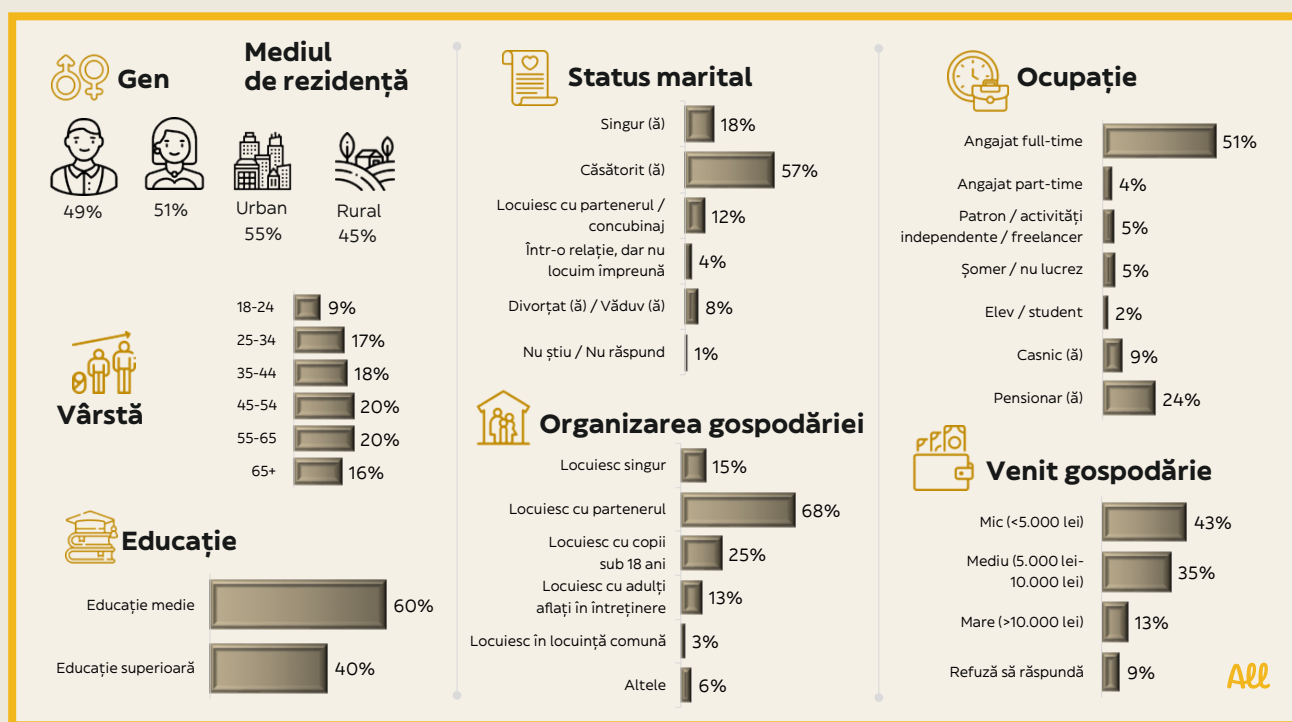 Gen
49%
51%
Mediul
de rezidență
Urban
55%
Rural
45%
Vârstă
18-24 9%
25-34 17%
35-44 18%
45-54 20%
55-65 20%
65+ 16%
Educație
Educație medie 60%
Educație superioară 40%
Status marital
Singur (ă) 18%
Căsătorit (ă) 57%
Locuiesc cu partenerul /
concubinaj 12%
Într-o relație, dar nu
locuim împreună 4%
Divorțat (ă) / Văduv (ă) 8%
Nu știu / Nu răspund 1%
Organizarea gospodăriei
Locuiesc singur 15%
Locuiesc cu partenerul 68%
Locuiesc cu copii
sub 18 ani 25%
Locuiesc cu adulți
aflați în întreținere 13%
Locuiesc în locuință comună 3%
Altele 6%
Ocupație
Angajat full-time 51%
Angajat part-time 4%
Patron / activități
independente / freelancer 5%
Șomer / nu lucrez 5%
Elev / student 2%
Casnic (ă) 9%
Pensionar (ă) 24%
Venit gospodărie
Mic (<5.000 lei) 43%
Mediu (5.000 lei-
10.000 lei) 35%
Mare (>10.000 lei) 13%
Refuză să răspundă 9%
All